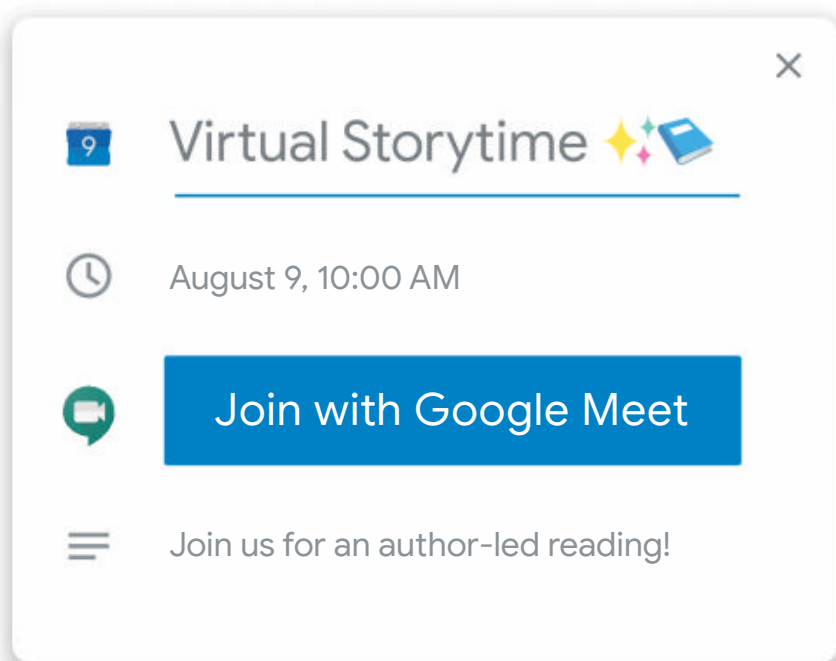 Virtual Storytime
9
August 9, 10:00 AM
Join with Google Meet
Join us for an author-led reading!